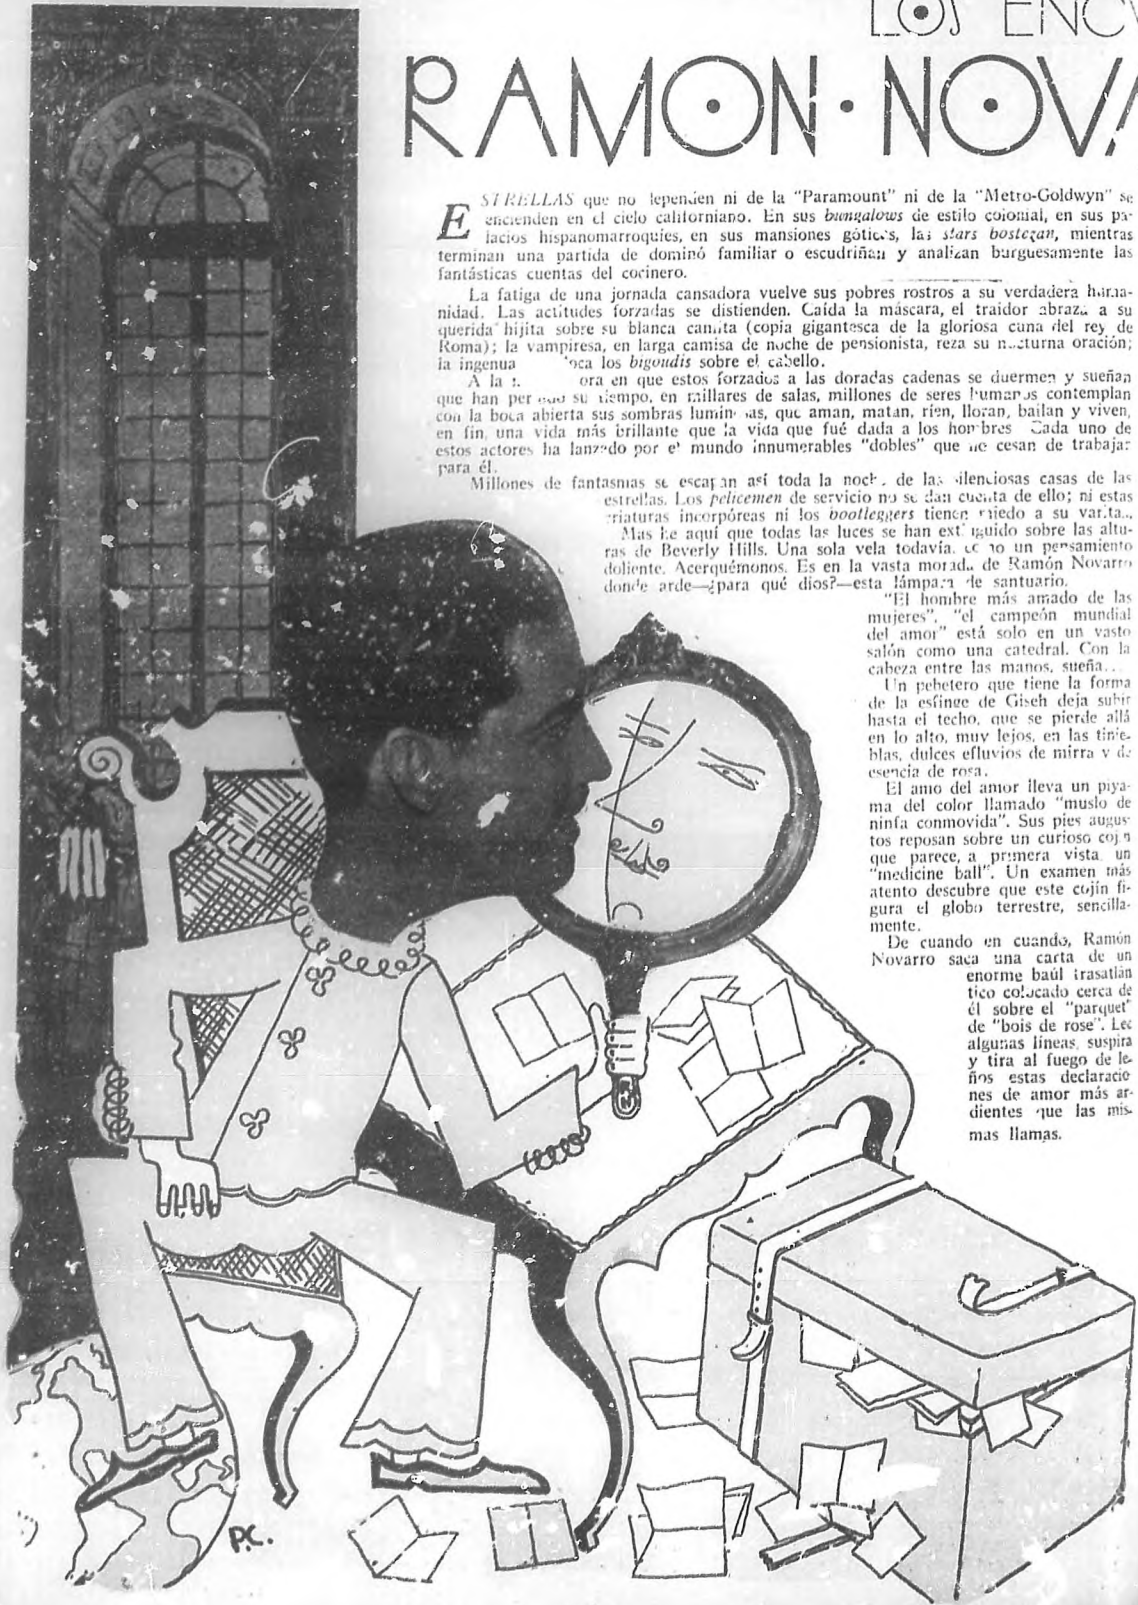 LOS ENCV
RAMON·NOVA
ESTRELLAS que no dependen ni de la "Paramount" ni de la "Metro-Goldwyn" se
encienden en el cielo californiano. En sus bungalows de estilo colonial, en sus pa-
lacios hispanomarroquíes, en sus mansiones góticas, las stars bostezan, mientras
terminan una partida de dominó familiar o escudriñan y analizan burguesamente las
fantásticas cuentas del cocinero.
La fatiga de una jornada cansadora vuelve sus pobres rostros a su verdadera huma-
nidad. Las actitudes forzadas se distienden. Caída la máscara, el traidor abraza a su
querida hijita sobre su blanca camita (copia gigantesca de la gloriosa cuna del rey de
Roma); la vampiresa, en larga camisa de noche de pensionista, reza su nocturna oración;
la ingenua oca los bigoudis sobre el cabello.
A la ora en que estos forzados a las doradas cadenas se duermen y sueñan
que han per su tiempo, en millares de salas, millones de seres humanos contemplan
con la boca abierta sus sombras luminosas, que aman, matan, ríen, lloran, bailan y viven,
en fin, una vida más brillante que la vida que fué dada a los hombres Cada uno de
estos actores ha lanzado por el mundo innumerables "dobles" que no cesan de trabajar
para él.
Millones de fantasmas se escapan así toda la noche de las silenciosas casas de las
estrellas. Los policemen de servicio no se dan cuenta de ello; ni estas
criaturas incorpóreas ni los bootleggers tienen miedo a su varita...
Mas he aquí que todas las luces se han extinguido sobre las altu-
ras de Beverly Hills. Una sola vela todavía, como un pensamiento
doliente. Acerquémonos. Es en la vasta morada de Ramón Novarro
donde arde—¿para qué dios?—esta lámpara de santuario.
"El hombre más amado de las
mujeres", "el campeón mundial
del amor" está solo en un vasto
salón como una catedral. Con la
cabeza entre las manos, sueña...
Un pebetero que tiene la forma
de la esfinge de Giseh deja subir
hasta el techo, que se pierde allá
en lo alto, muy lejos, en las tinie-
blas, dulces efluvios de mirra y de
esencia de rosa.
El amo del amor lleva un piya-
ma del color llamado "muslo de
ninfa conmovida". Sus pies augus-
tos reposan sobre un curioso cojín
que parece, a primera vista, un
"medicine ball". Un examen más
atento descubre que este cojín fi-
gura el globo terrestre, sencilla-
mente.
De cuando en cuando, Ramón
Novarro saca una carta de un
enorme baúl trasatlán
tico colocado cerca de
él sobre el "parquet"
de "bois de rose". Lee
algunas líneas, suspira
y tira al fuego de le-
ños estas declaracio
nes de amor más ar-
dientes que las mis-
mas llamas.
P.C.